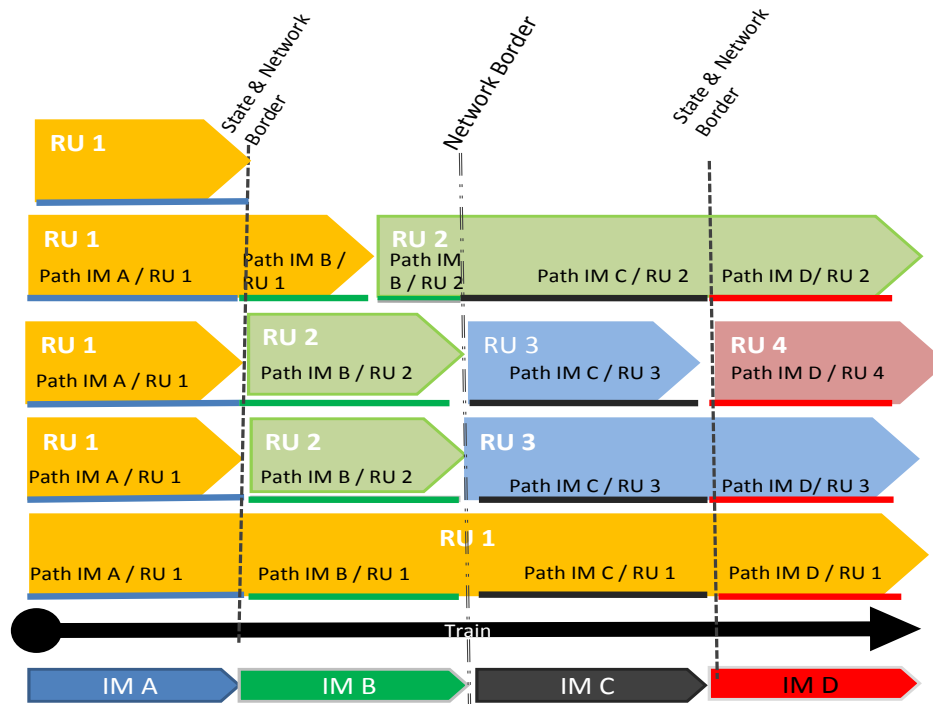 State & Network
Border
Network Border
State & Network
Border
RU 1
RU 1
Path IM A / RU 1
Path IM B /
RU 1
RU 2
Path IM
B / RU 2
Path IM C / RU 2
Path IM D/ RU 2
RU 1
Path IM A / RU 1
RU 2
Path IM B / RU 2
RU 3
Path IM C / RU 3
RU 4
Path IM D / RU 4
RU 1
Path IM A / RU 1
RU 2
Path IM B / RU 2
RU 3
Path IM C / RU 3
Path IM D/ RU 3
RU 1
Path IM A / RU 1
Path IM B / RU 1
Path IM C / RU 1
Path IM D / RU 1
Train
IM A
IM B
IM C
IM D